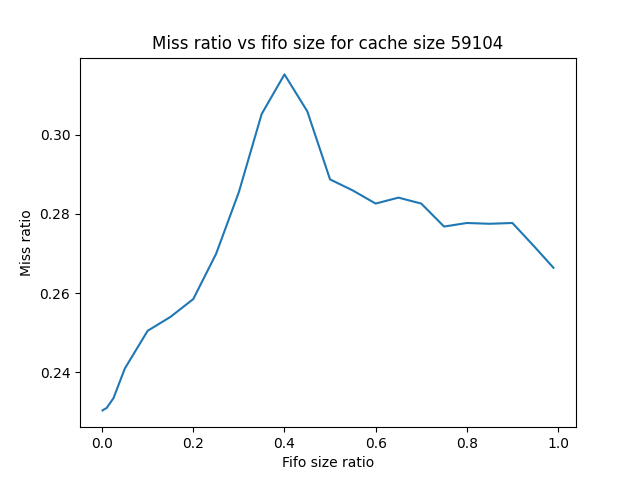 Miss ratio vs fifo size for cache size 59104
Miss ratio
0.30
0.28
0.26
0.24
0.0 0.2 0.4 0.6 0.8 1.0
Fifo size ratio